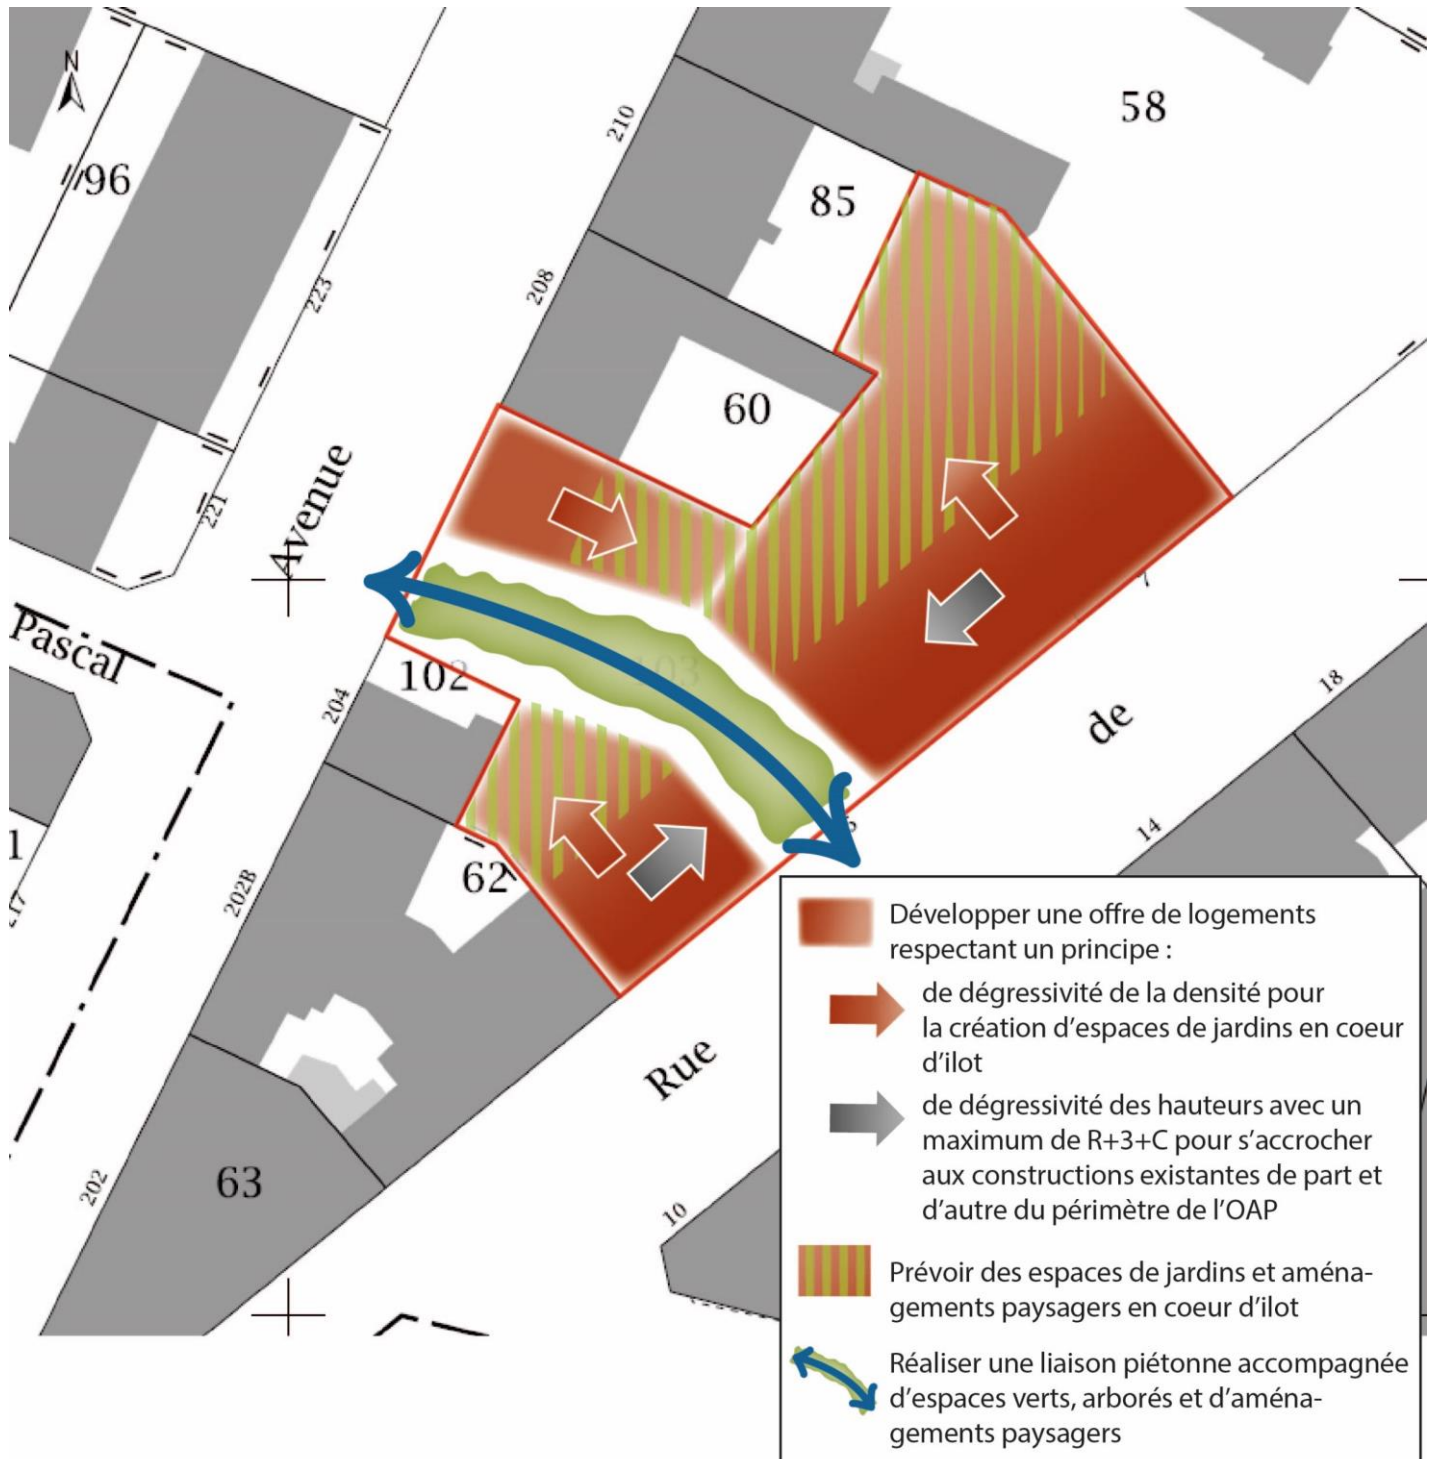 N
96
58
210
85
223
208
60
Avenue
221
Pascal
103
102
7
204
18
de
14
62
202B
217
1
Rue
63
202
10
Développer une offre de logements
respectant un principe :
de dégressivité de la densité pour
la création d'espaces de jardins en coeur
d'ilot
de dégressivité des hauteurs avec un
maximum de R+3+C pour s'accrocher
aux constructions existantes de part et
d'autre du périmètre de l'OAP
Prévoir des espaces de jardins et aména-
gements paysagers en coeur d'ilot
Réaliser une liaison piétonne accompagnée
d'espaces verts, arborés et d'aména-
gements paysagers